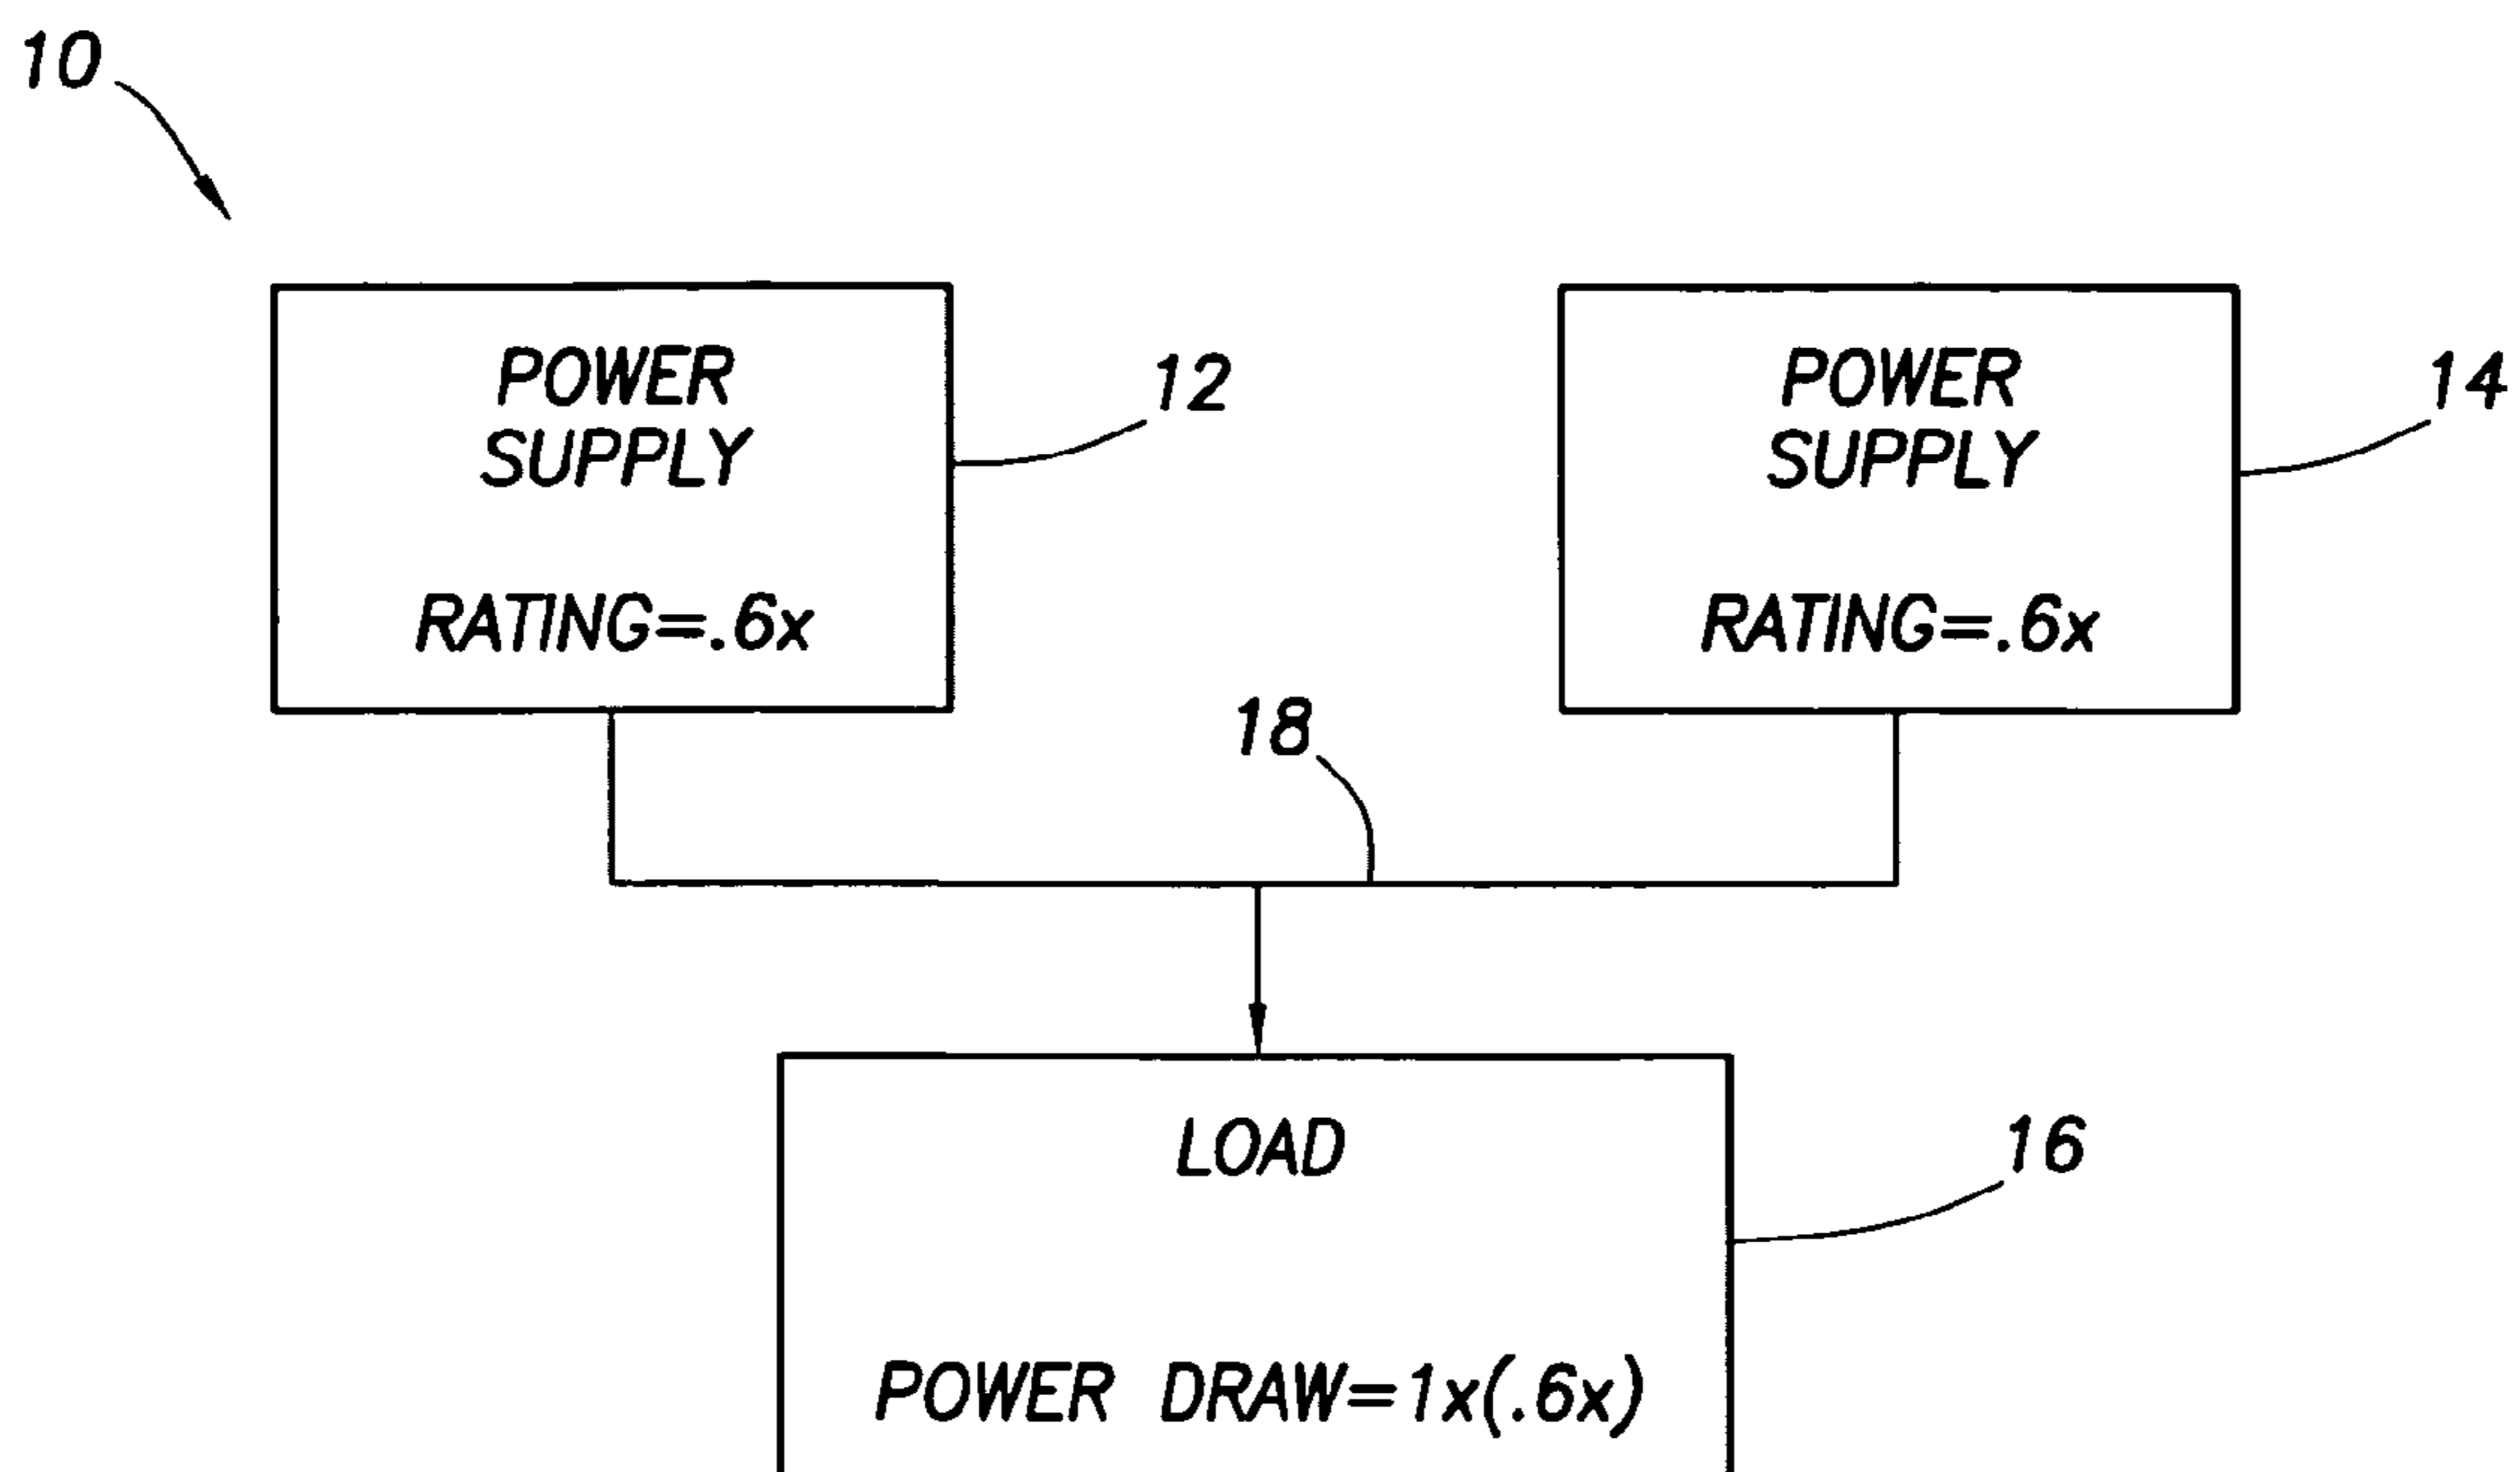 10
POWER
SUPPLY
RATING=.6x
12
POWER
SUPPLY
RATING=.6x
14
18
LOAD
POWER DRAW=1x(.6x)
16